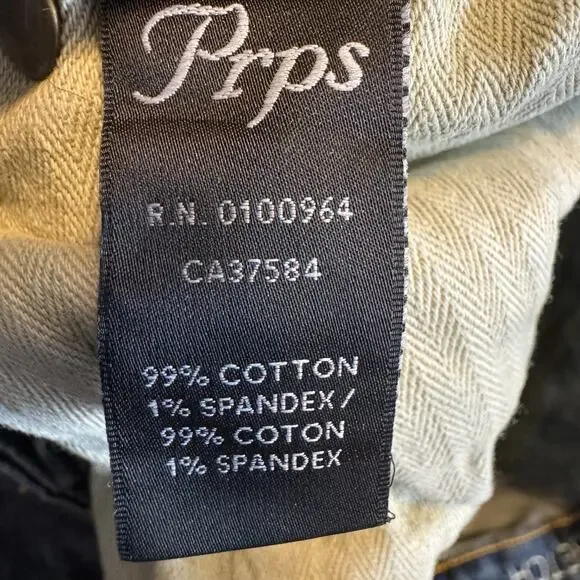 Prps
R.N. 0100964
CA37584
99% COTTON
1% SPANDEX/
99% COTON
1% SPANDEX